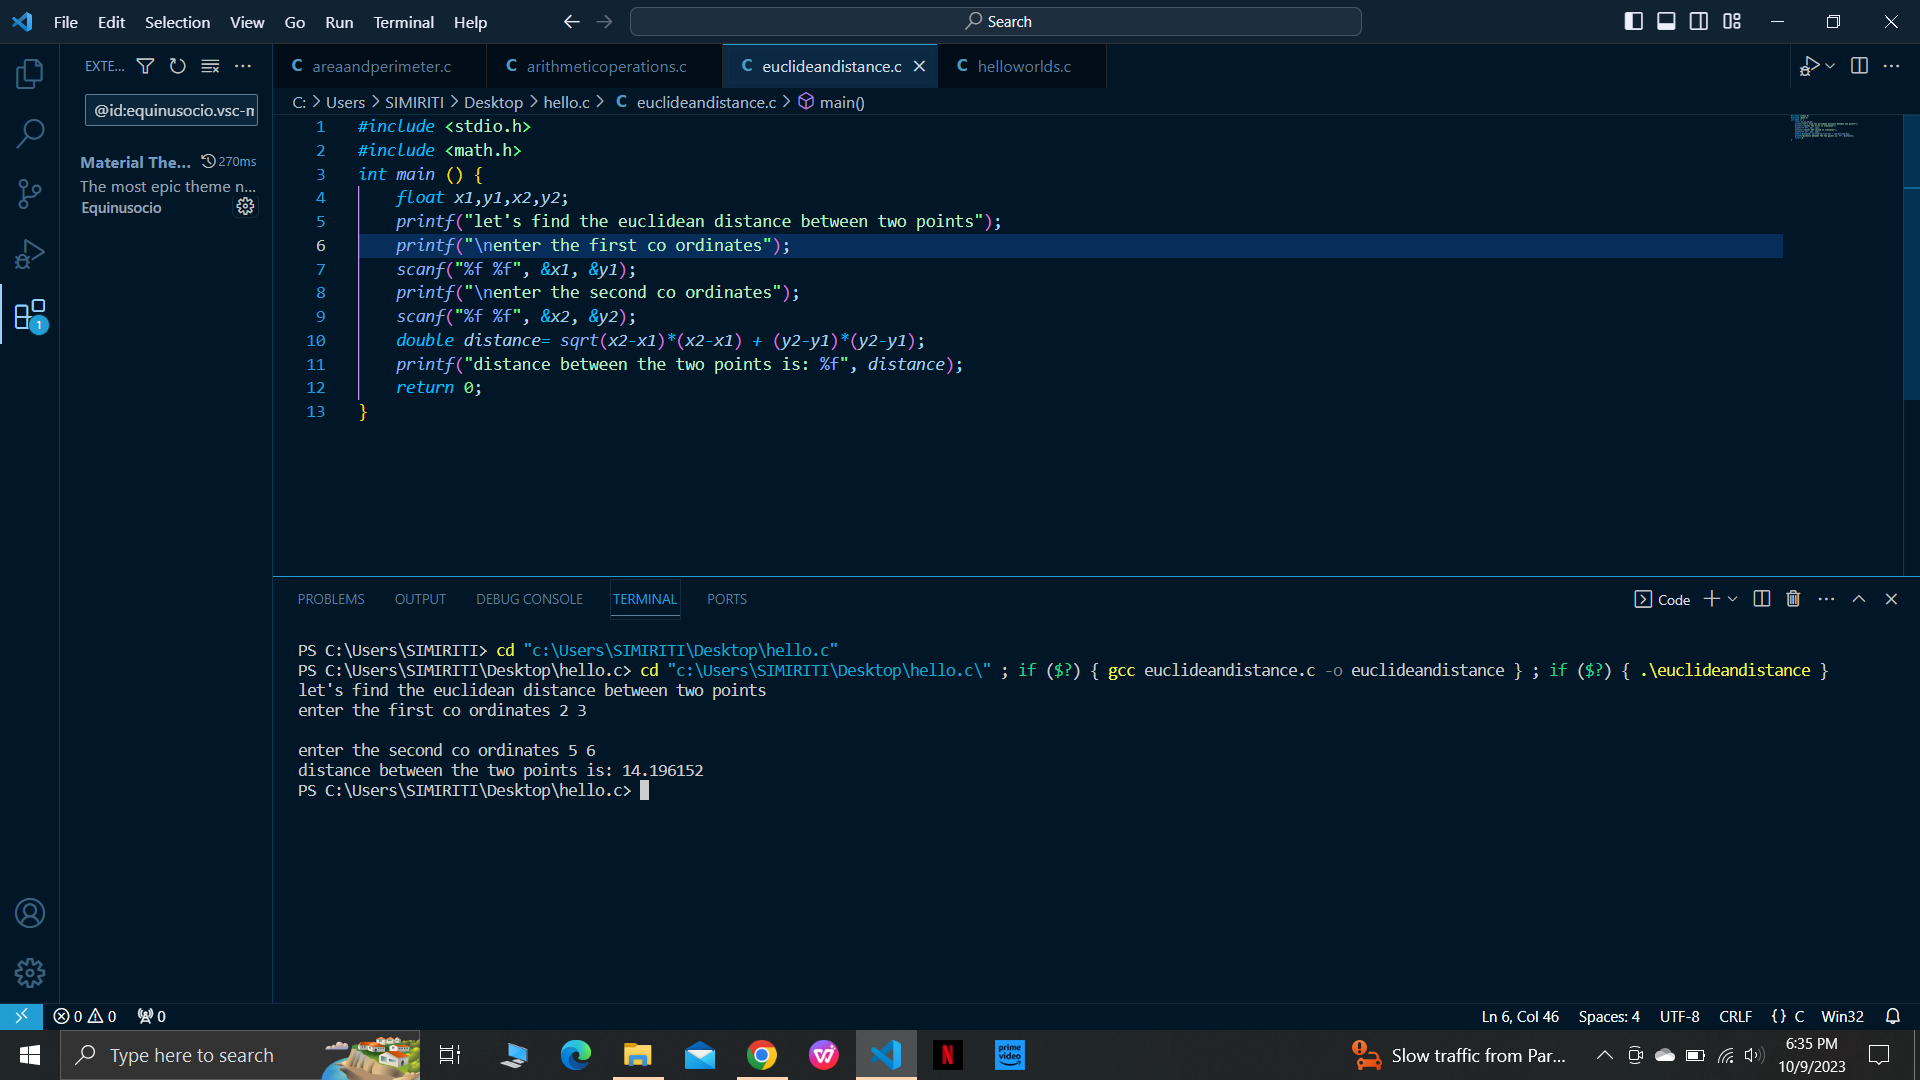 File Edit Selection View Go Run Terminal Help
Search
EXTE...
areaandperimeter.c
arithmeticoperations.c
euclideandistance.c
helloworlds.c
@id:equinusocio.vsc-m
C: > Users > SIMIRITI > Desktop > hello.c > C euclideandistance.c > main()
Material The... 270ms
The most epic theme n...
Equinusocio
1 #include <stdio.h>
2 #include <math.h>
3 int main () {
4 float x1,y1,x2,y2;
5 printf("let's find the euclidean distance between two points");
6 printf("\nenter the first co ordinates");
7 scanf("%f %f", &x1, &y1);
8 printf("\nenter the second co ordinates");
9 scanf("%f %f", &x2, &y2);
10 double distance= sqrt(x2-x1)*(x2-x1) + (y2-y1)*(y2-y1);
11 printf("distance between the two points is: %f", distance);
12 return 0;
13 }
1
PROBLEMS OUTPUT DEBUG CONSOLE TERMINAL PORTS
Code
PS C:\Users\SIMIRITI> cd "c:\Users\SIMIRITI\Desktop\hello.c"
PS C:\Users\SIMIRITI\Desktop\hello.c> cd "c:\Users\SIMIRITI\Desktop\hello.c\" ; if ($?) { gcc euclideandistance.c -o euclideandistance } ; if ($?) { .\euclideandistance }
let's find the euclidean distance between two points
enter the first co ordinates 2 3
enter the second co ordinates 5 6
distance between the two points is: 14.196152
PS C:\Users\SIMIRITI\Desktop\hello.c>
0 0 0
Ln 6, Col 46 Spaces: 4 UTF-8 CRLF {} C Win32
Type here to search
prime video
Slow traffic from Par...
6:35 PM
10/9/2023